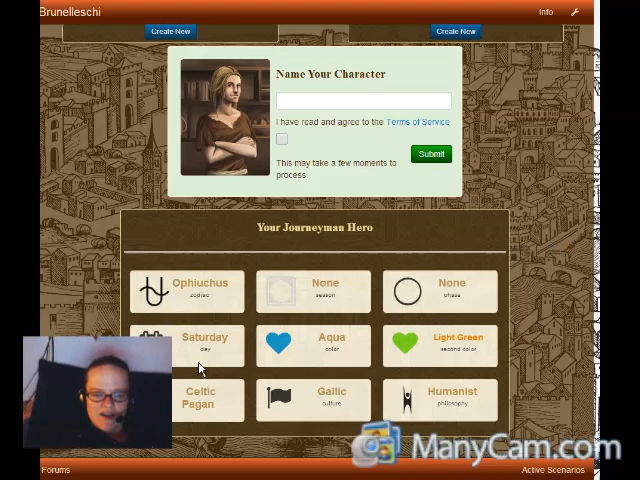 Brunelleschi
Info
Create New
Create New
Name Your Character
I have read and agree to the Terms of Service
Submit
This may take a few moments to
process.
Your Journeyman Hero
Ophiuchus
zodiac
None
season
None
phase
Saturday
day
Aqua
color
Light Green
second color
Celtic
Pagan
Gallic
culture
Humanist
philosophy
ManyCam.com
Forums
Active Scenarios